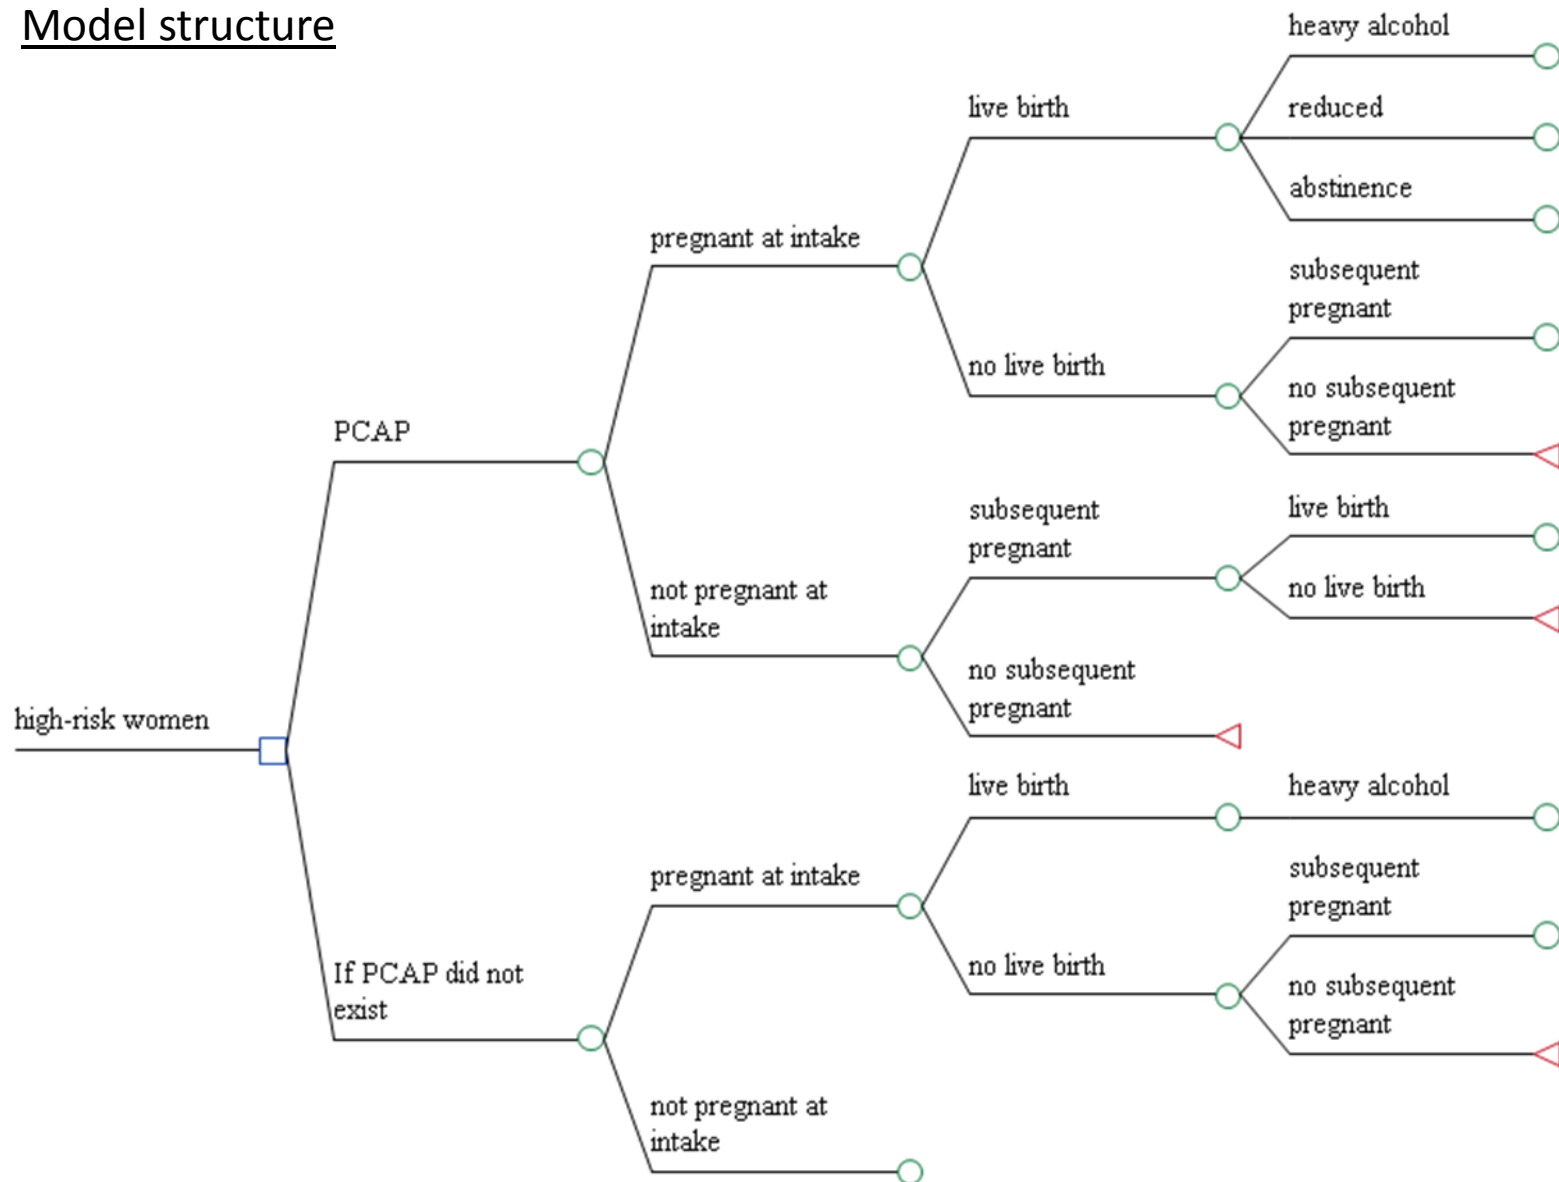 Model structure
heavy alcohol
live birth
reduced
abstinence
pregnant at intake
subsequent
pregnant
no live birth
no subsequent
pregnant
PCAP
subsequent
pregnant
live birth
no live birth
not pregnant at
intake
no subsequent
pregnant
high-risk women
live birth
heavy alcohol
pregnant at intake
subsequent
pregnant
no live birth
no subsequent
pregnant
If PCAP did not
exist
not pregnant at
intake